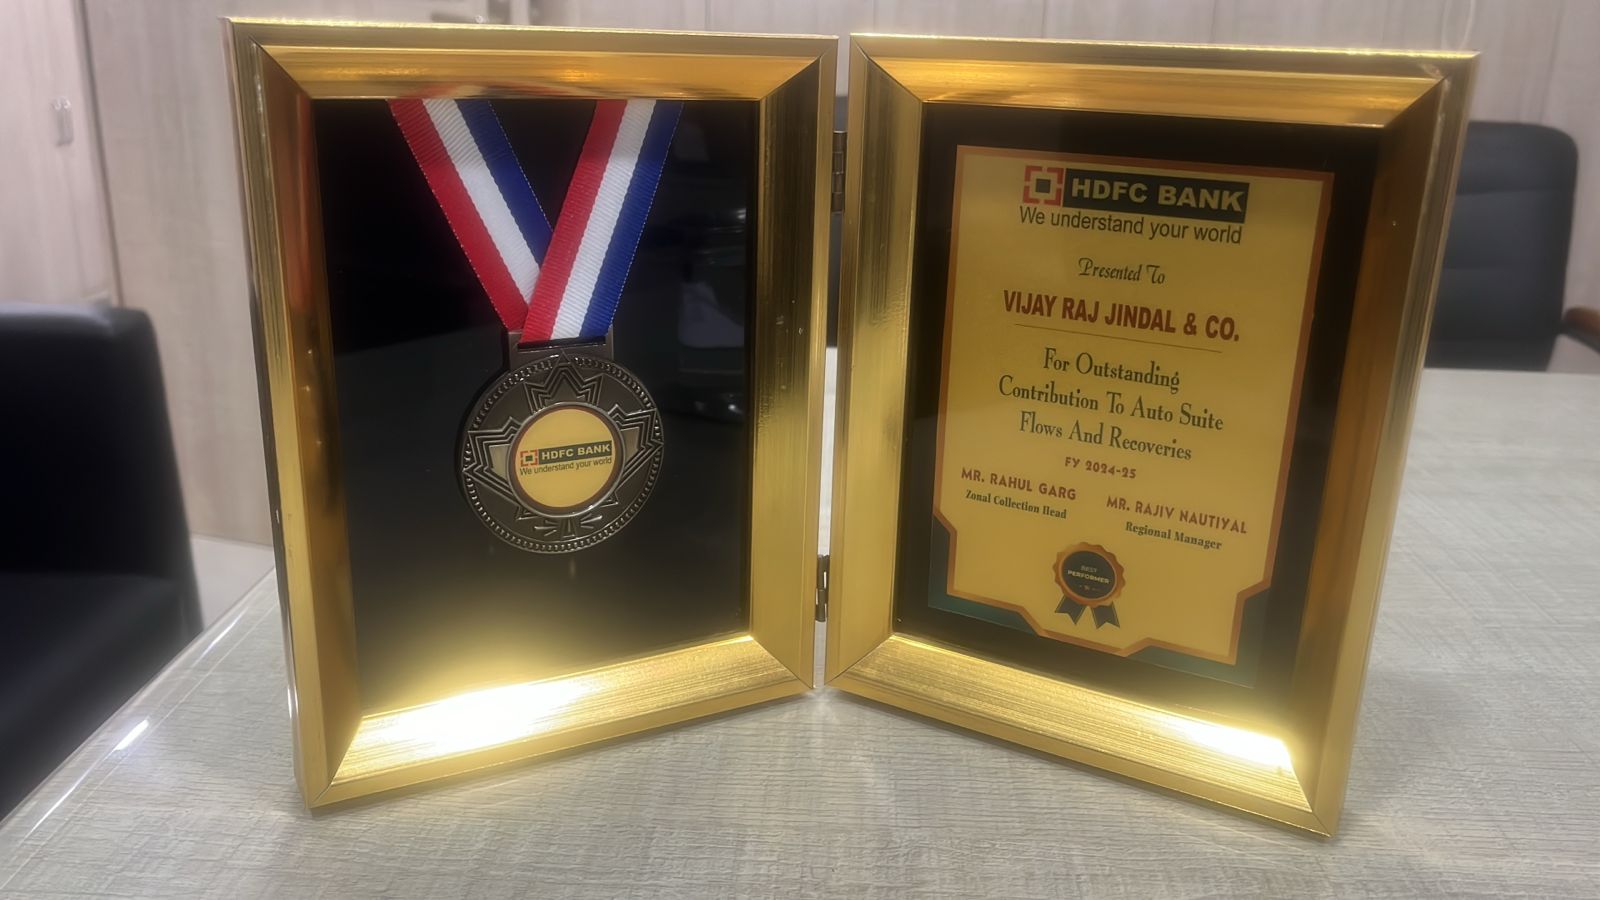 HDFC BANK
We understand your world
HDFC BANK
We understand your world
Presented To
VIJAY RAJ JINDAL & CO.
For Outstanding
Contribution To Auto Suite
Flows And Recoveries
FY 2024-25
MR. RAHUL GARG
Zonal Collection Head
MR. RAJIV NAUTIYAL
Regional Manager
BEST
PERFORMER